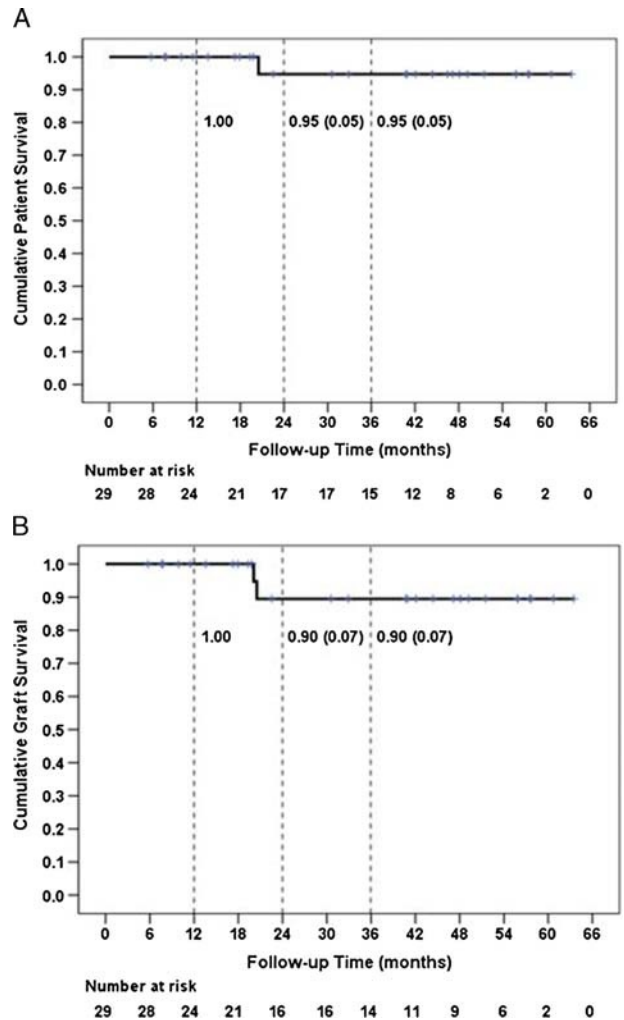 A
Cumulative Patient Survival
1.0
0.9
0.8
0.7
0.6
0.5
0.4
0.3
0.2
0.1
0.0
1.00
0.95 (0.05)
0.95 (0.05)
0 6 12 18 24 30 36 42 48 54 60 66
Follow-up Time (months)
Number at risk
29 28 24 21 17 17 15 12 8 6 2 0
B
Cumulative Graft Survival
1.0
0.9
0.8
0.7
0.6
0.5
0.4
0.3
0.2
0.1
0.0
1.00
0.90 (0.07)
0.90 (0.07)
0 6 12 18 24 30 36 42 48 54 60 66
Follow-up Time (months)
Number at risk
29 28 24 21 16 16 14 11 9 6 2 0